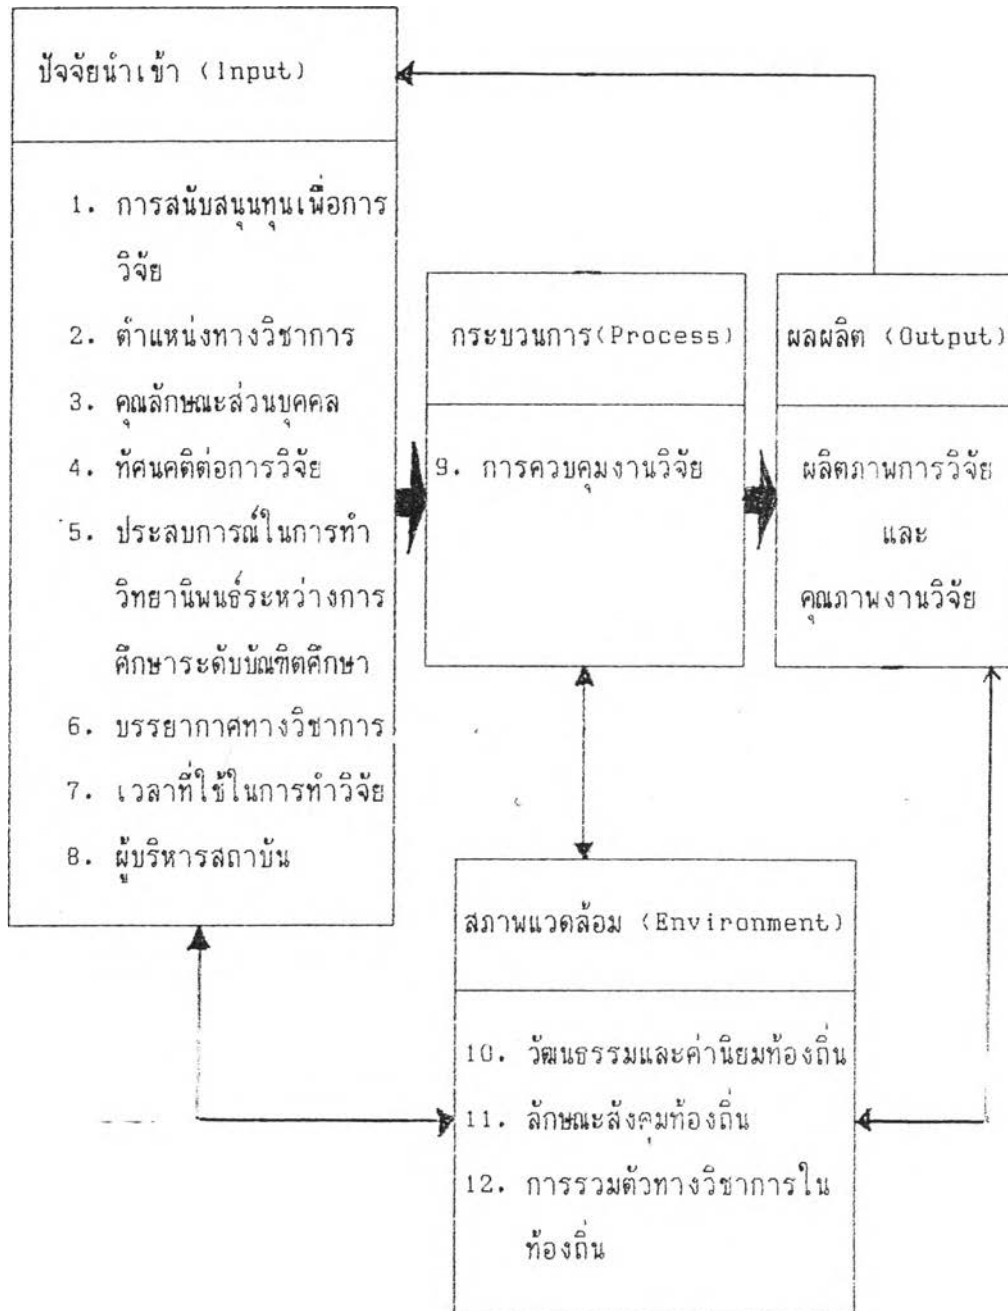 ปัจจัยนำเข้า (Input)
1. การสนับสนุนทุนเพื่อการ
วิจัย
2. ตำแหน่งทางวิชาการ
3. คุณลักษณะส่วนบุคคล
4. ทัศนคติต่อการวิจัย
5. ประสบการณ์ในการทำ
วิทยานิพนธ์ระหว่างการ
ศึกษาระดับบัณฑิตศึกษา
6. บรรยากาศทางวิชาการ
7. เวลาที่ใช้ในการทำวิจัย
8. ผู้บริหารสถาบัน
กระบวนการ(Process)
9. การควบคุมงานวิจัย
ผลผลิต (Output)
ผลิตภาพการวิจัย
และ
คุณภาพงานวิจัย
สภาพแวดล้อม (Environment)
10. วัฒนธรรมและค่านิยมท้องถิ่น
11. ลักษณะสังคุมท้องถิ่น
12. การรวมตัวทางวิชาการใน
ท้องถิ่น